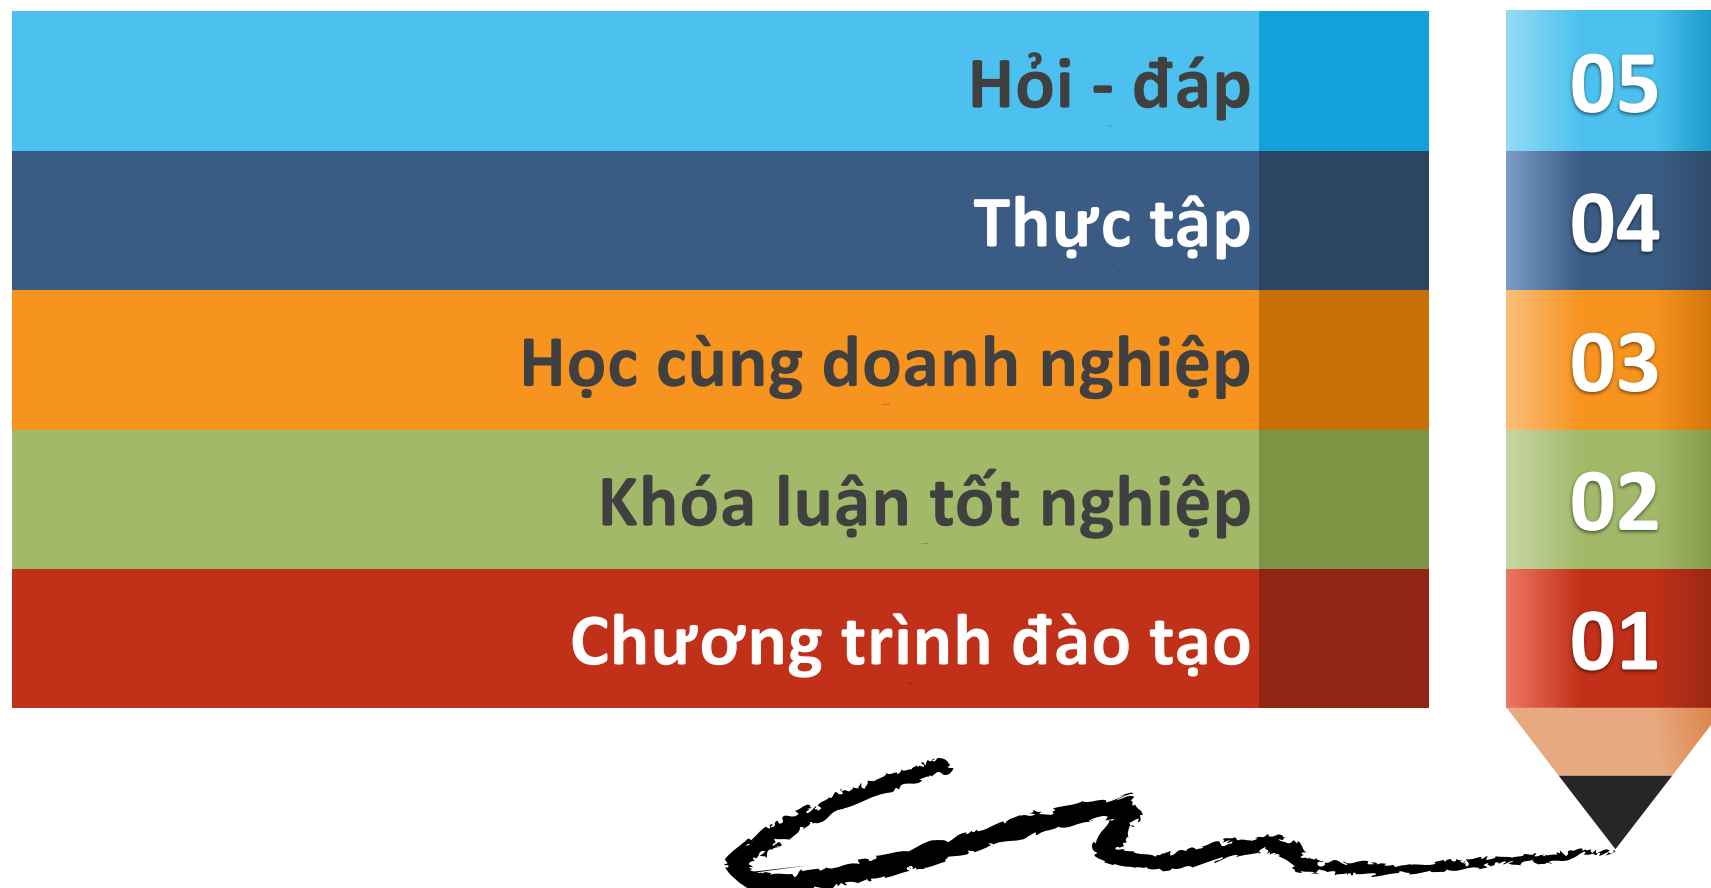 Hỏi - đáp 05
Thực tập 04
Học cùng doanh nghiệp 03
Khóa luận tốt nghiệp 02
Chương trình đào tạo 01